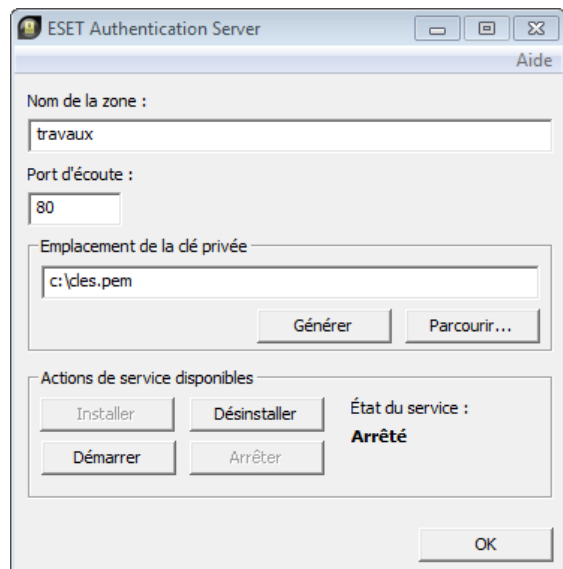 ESET Authentication Server
Aide
Nom de la zone :
travaux
Port d'écoute :
80
Emplacement de la clé privée
c:\cles.pem
Générer Parcourir...
Actions de service disponibles
Installer Désinstaller État du service :
Arrêté
Démarrer Arrêter
OK